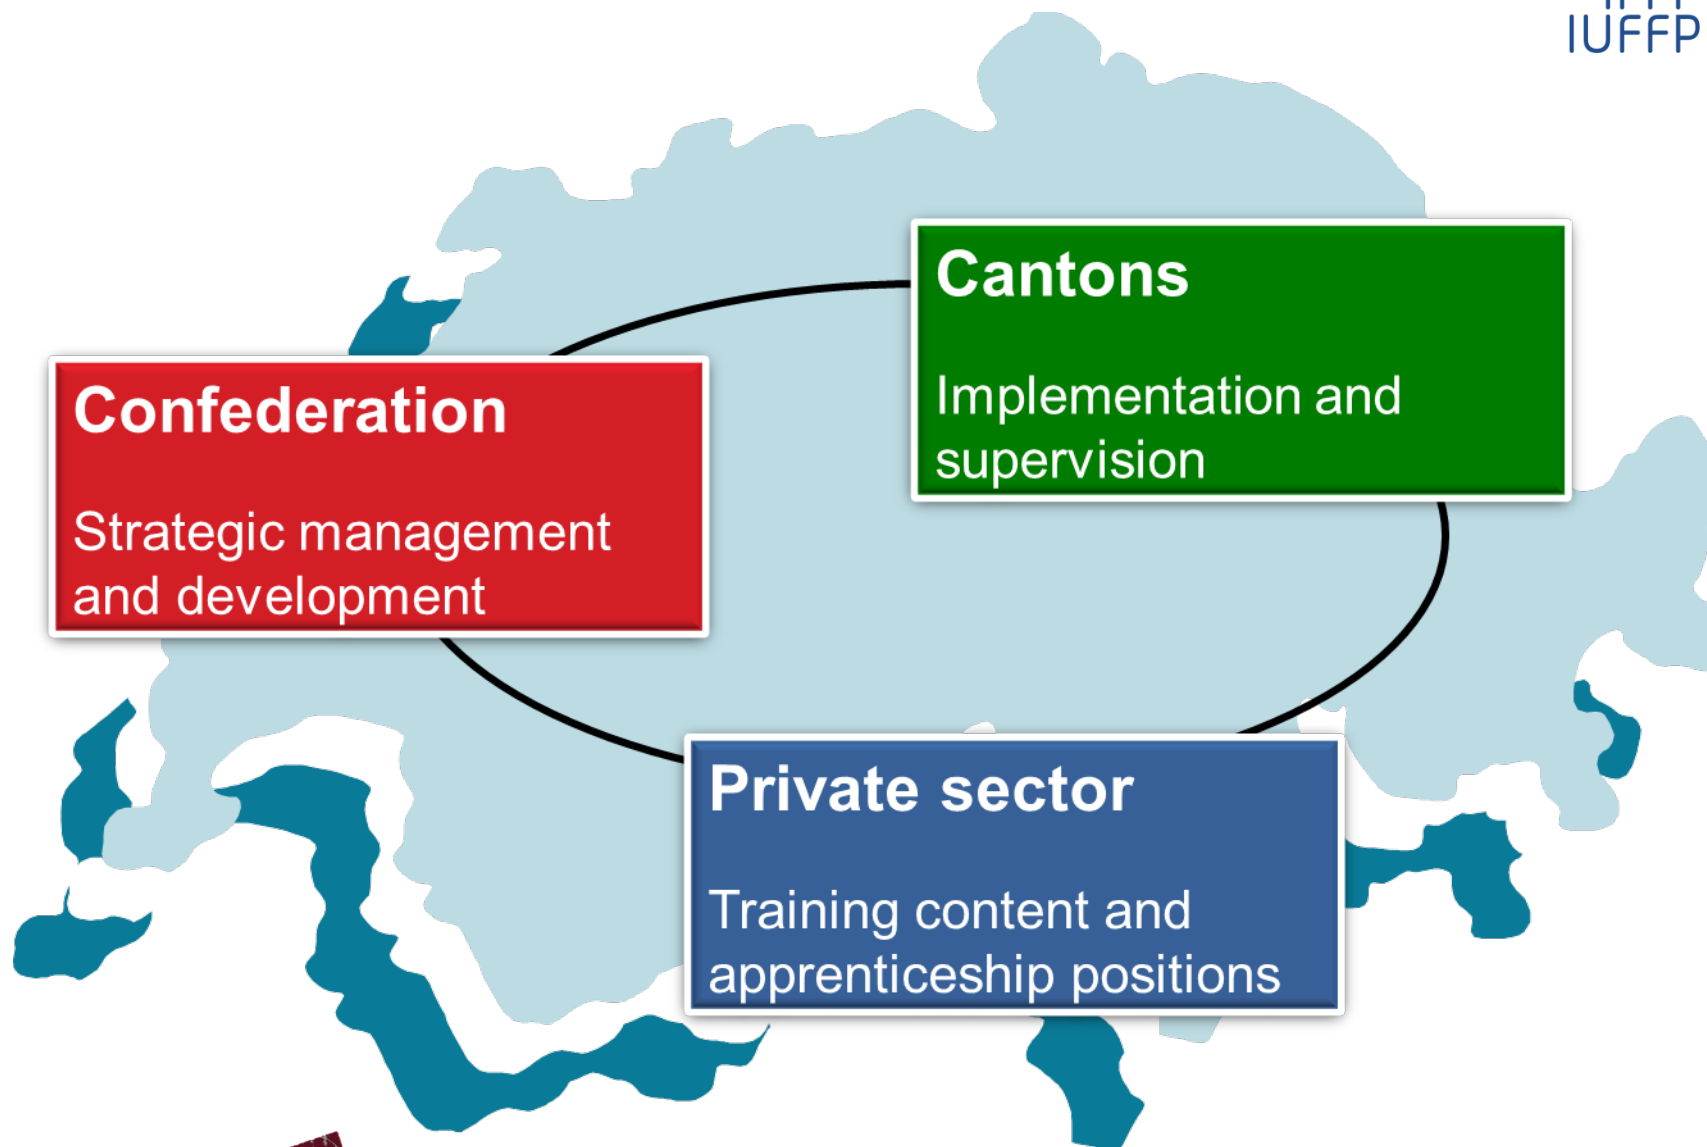 IUFFP
Cantons
Implementation and
supervision
Confederation
Strategic management
and development
Private sector
Training content and
apprenticeship positions